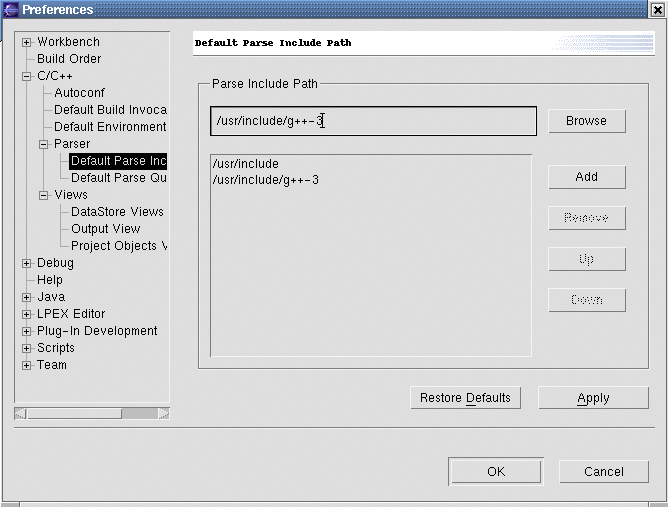 Preferences
Workbench
Build Order
C/C++
Autoconf
Default Build Invoca
Default Environment
Parser
Default Parse Inc
Default Parse Qu
Views
DataStore Views
Output View
Project Objects V
Debug
Help
Java
LPEX Editor
Plug-In Development
Scripts
Team
Default Parse Include Path
Parse Include Path
/usr/include/g++-3
Browse
/usr/include
/usr/include/g++-3
Add
Remove
Up
Down
Restore Defaults
Apply
OK
Cancel